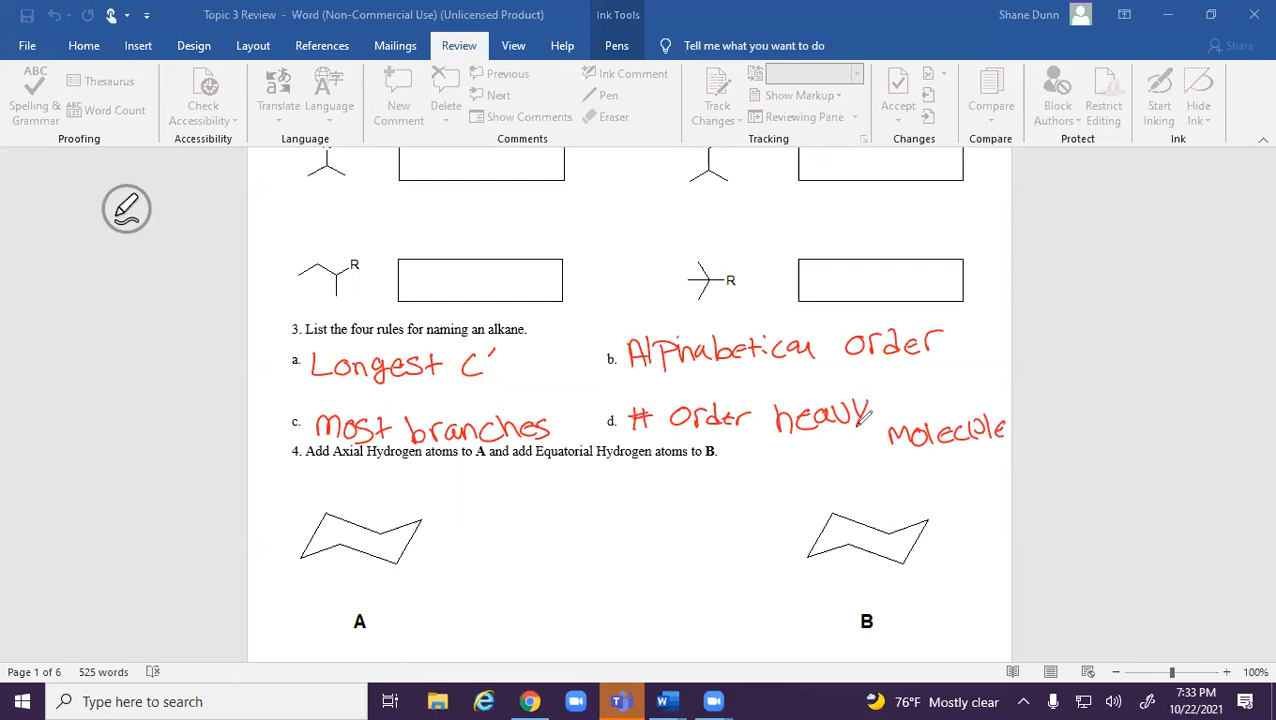 Topic 3 Review - Word (Non-Commercial Use) (Unlicensed Product)
Ink Tools
Shane Dunn
File Home Insert Design Layout References Mailings Review View Help Pens Tell me what you want to do Share
ABC Spelling & Grammar
Thesaurus
ABC 123 Word Count
Check Accessibility
Translate Language
New Comment
Delete
Previous
Next
Show Comments
Ink Comment
Pen
Eraser
Track Changes
Show Markup
Reviewing Pane
Accept
Compare
Block Authors
Restrict Editing
Start Inking
Hide Ink
Proofing Accessibility Language Comments Tracking Changes Compare Protect Ink
R
R
3. List the four rules for naming an alkane.
a. Longest C'
b. Alphabetical order
c. Most branches
d. # order heavy molecule
4. Add Axial Hydrogen atoms to A and add Equatorial Hydrogen atoms to B.
A B
Page 1 of 6 525 words 100%
Type here to search
76°F Mostly clear
7:33 PM
10/22/2021